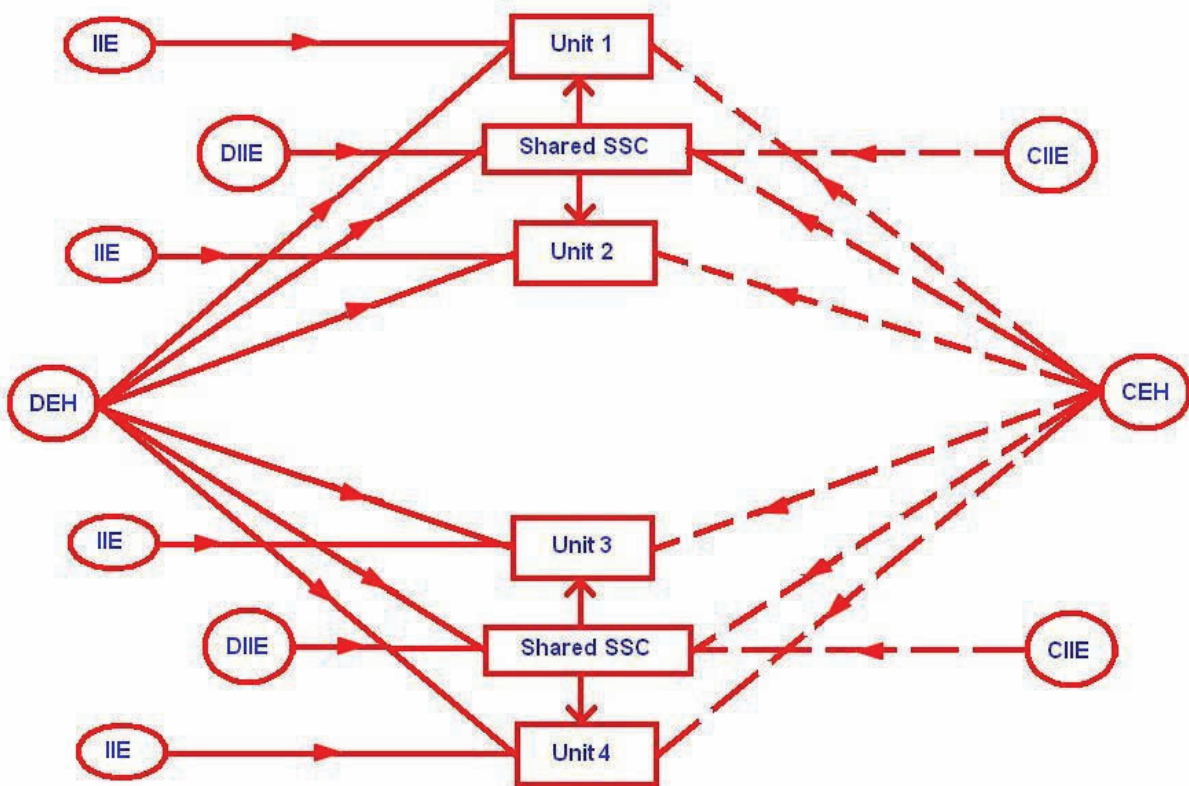 IIE
Unit 1
DIIE
Shared SSC
CIIE
IIE
Unit 2
DEH
CEH
IIE
Unit 3
DIIE
Shared SSC
CIIE
IIE
Unit 4